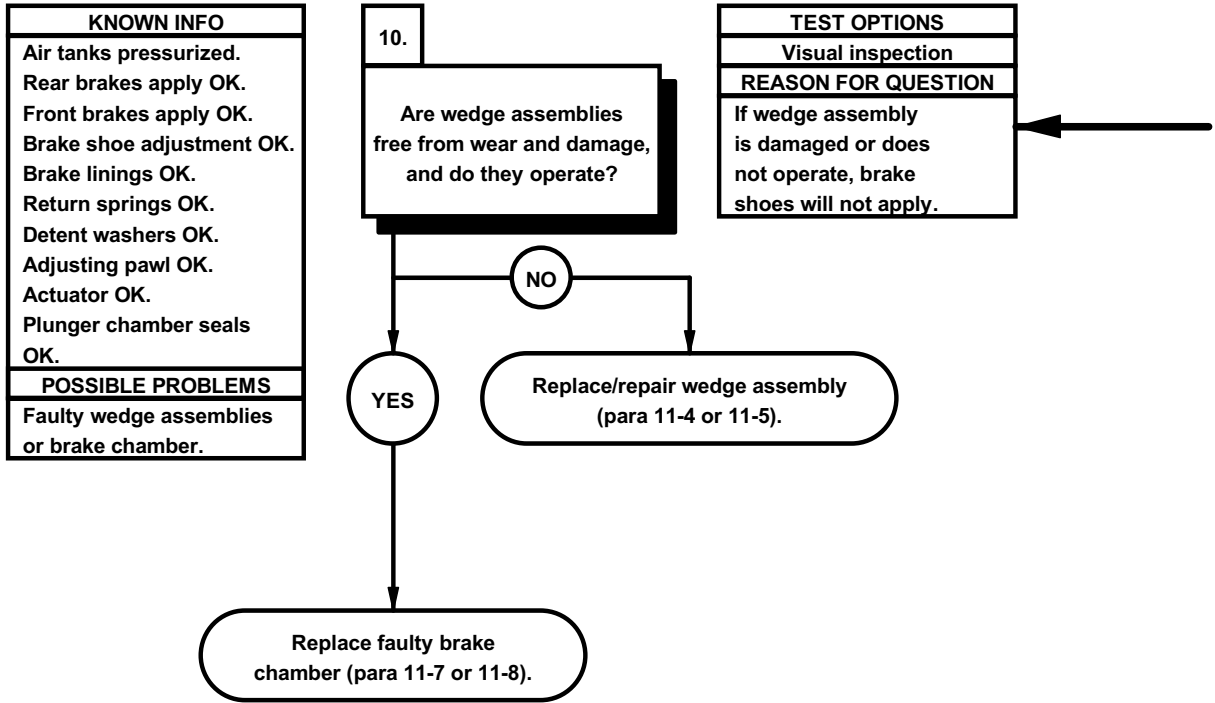 KNOWN INFO
Air tanks pressurized.
Rear brakes apply OK.
Front brakes apply OK.
Brake shoe adjustment OK.
Brake linings OK.
Return springs OK.
Detent washers OK.
Adjusting pawl OK.
Actuator OK.
Plunger chamber seals
OK.
POSSIBLE PROBLEMS
Faulty wedge assemblies
or brake chamber.
10.
Are wedge assemblies
free from wear and damage,
and do they operate?
TEST OPTIONS
Visual inspection
REASON FOR QUESTION
If wedge assembly
is damaged or does
not operate, brake
shoes will not apply.
NO
YES
Replace/repair wedge assembly
(para 11-4 or 11-5).
Replace faulty brake
chamber (para 11-7 or 11-8).